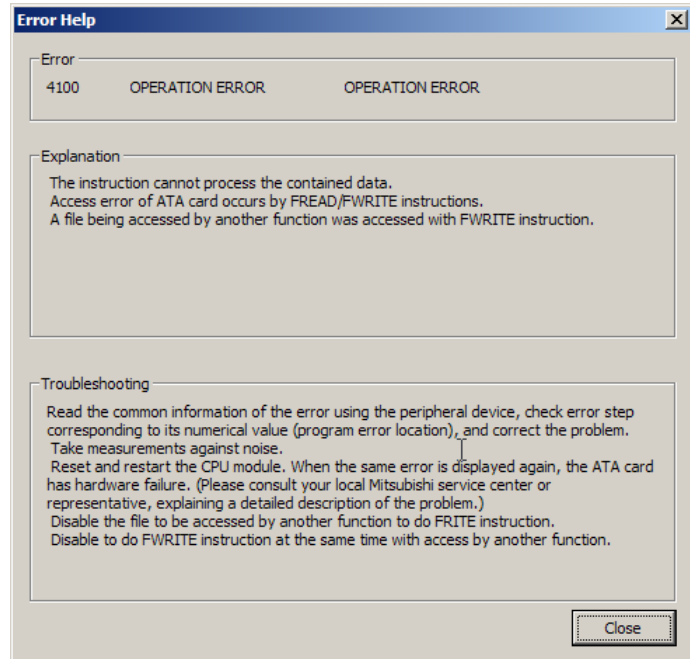 Error Help
Error
4100 OPERATION ERROR OPERATION ERROR
Explanation
The instruction cannot process the contained data.
Access error of ATA card occurs by FREAD/FWRITE instructions.
A file being accessed by another function was accessed with FWRITE instruction.
Troubleshooting
Read the common information of the error using the peripheral device, check error step
corresponding to its numerical value (program error location), and correct the problem.
Take measurements against noise.
Reset and restart the CPU module. When the same error is displayed again, the ATA card
has hardware failure. (Please consult your local Mitsubishi service center or
representative, explaining a detailed description of the problem.)
Disable the file to be accessed by another function to do FRITE instruction.
Disable to do FWRITE instruction at the same time with access by another function.
Close